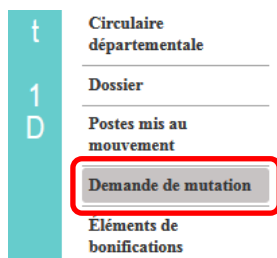 t
1
D
Circulaire
départementale
Dossier
Postes mis au
mouvement
Demande de mutation
Éléments de
bonifications